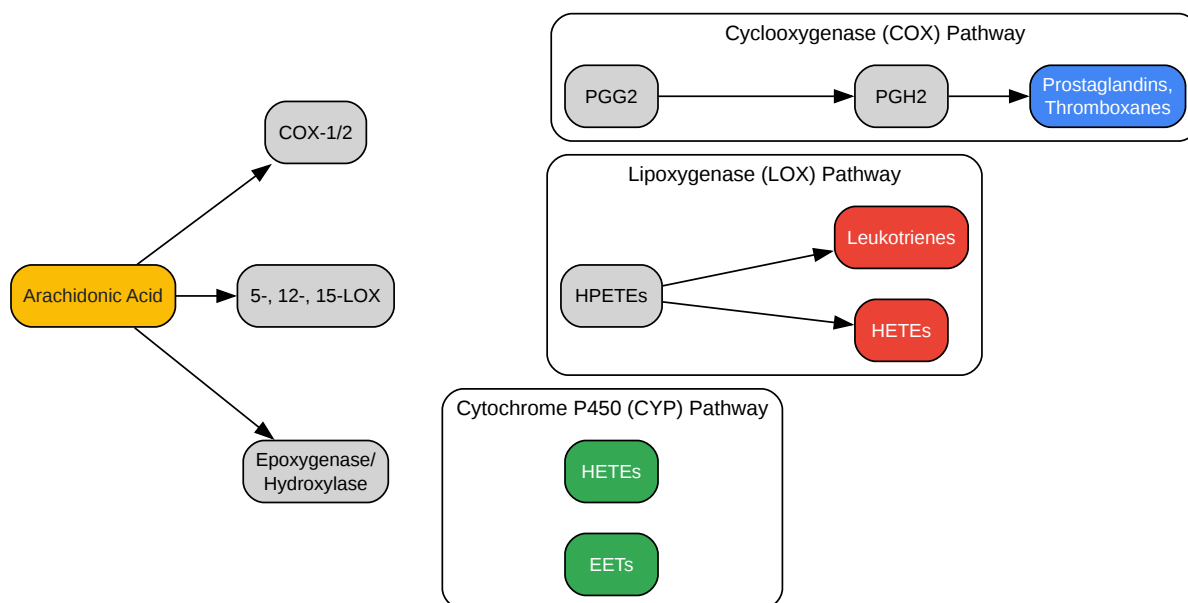 Cyclooxygenase (COX) Pathway
PGG2
PGH2
Prostaglandins,
Thromboxanes
COX-1/2
Lipoxygenase (LOX) Pathway
Leukotrienes
Arachidonic Acid
5-, 12-, 15-LOX
HPETEs
HETEs
Cytochrome P450 (CYP) Pathway
Epoxygenase/
Hydroxylase
HETEs
EETs